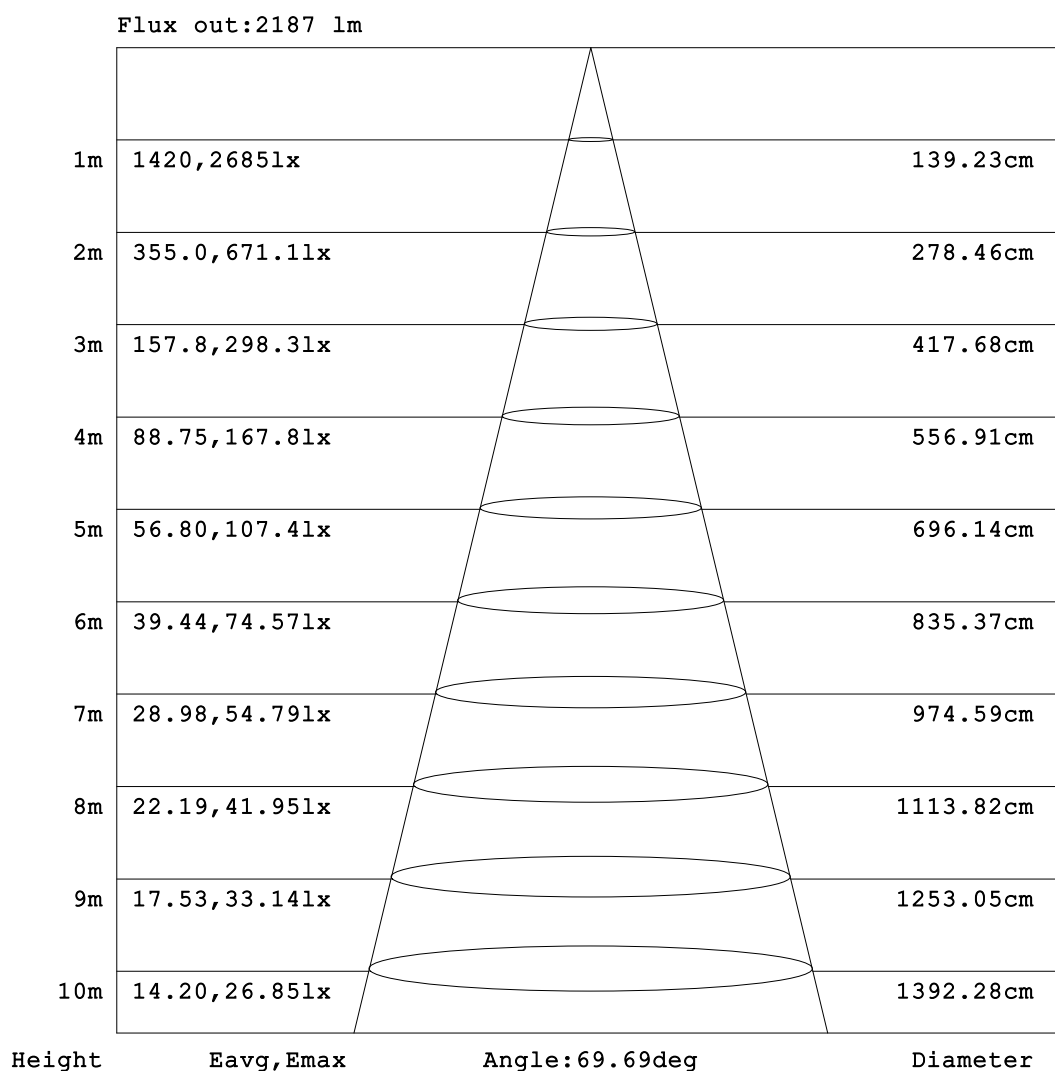 Flux out:2187 lm
1m 1420,2685lx 139.23cm
2m 355.0,671.1lx 278.46cm
3m 157.8,298.3lx 417.68cm
4m 88.75,167.8lx 556.91cm
5m 56.80,107.4lx 696.14cm
6m 39.44,74.57lx 835.37cm
7m 28.98,54.79lx 974.59cm
8m 22.19,41.95lx 1113.82cm
9m 17.53,33.14lx 1253.05cm
10m 14.20,26.85lx 1392.28cm
Height Eavg,Emax Angle:69.69deg Diameter